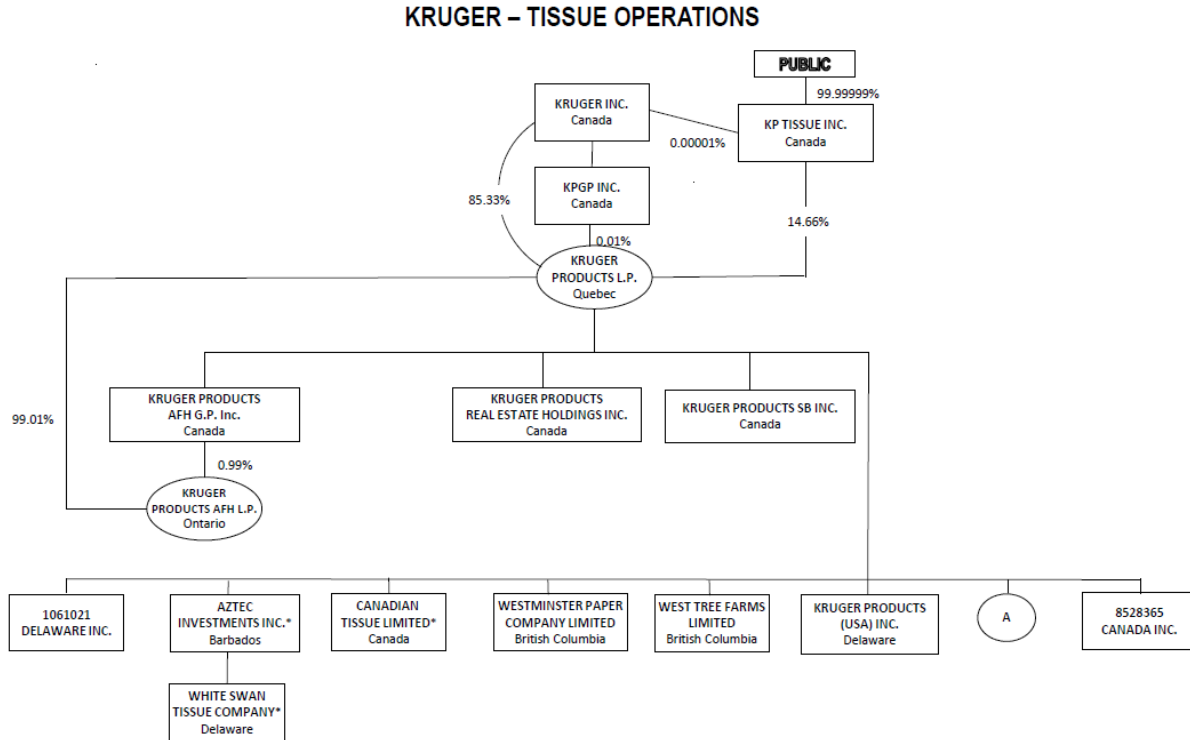 KRUGER – TISSUE OPERATIONS
PUBLIC
99.99999%
KRUGER INC.
Canada
0.00001%
KP TISSUE INC.
Canada
85.33%
KPGP INC.
Canada
14.66%
0.01%
KRUGER
PRODUCTS L.P.
Quebec
99.01%
KRUGER PRODUCTS
AFH G.P. Inc.
Canada
KRUGER PRODUCTS
REAL ESTATE HOLDINGS INC.
Canada
KRUGER PRODUCTS SB INC.
Canada
0.99%
KRUGER
PRODUCTS AFH L.P.
Ontario
1061021
DELAWARE INC.
AZTEC
INVESTMENTS INC.*
Barbados
CANADIAN
TISSUE LIMITED*
Canada
WESTMINSTER PAPER
COMPANY LIMITED
British Columbia
WEST TREE FARMS
LIMITED
British Columbia
KRUGER PRODUCTS
(USA) INC.
Delaware
A
8528365
CANADA INC.
WHITE SWAN
TISSUE COMPANY*
Delaware